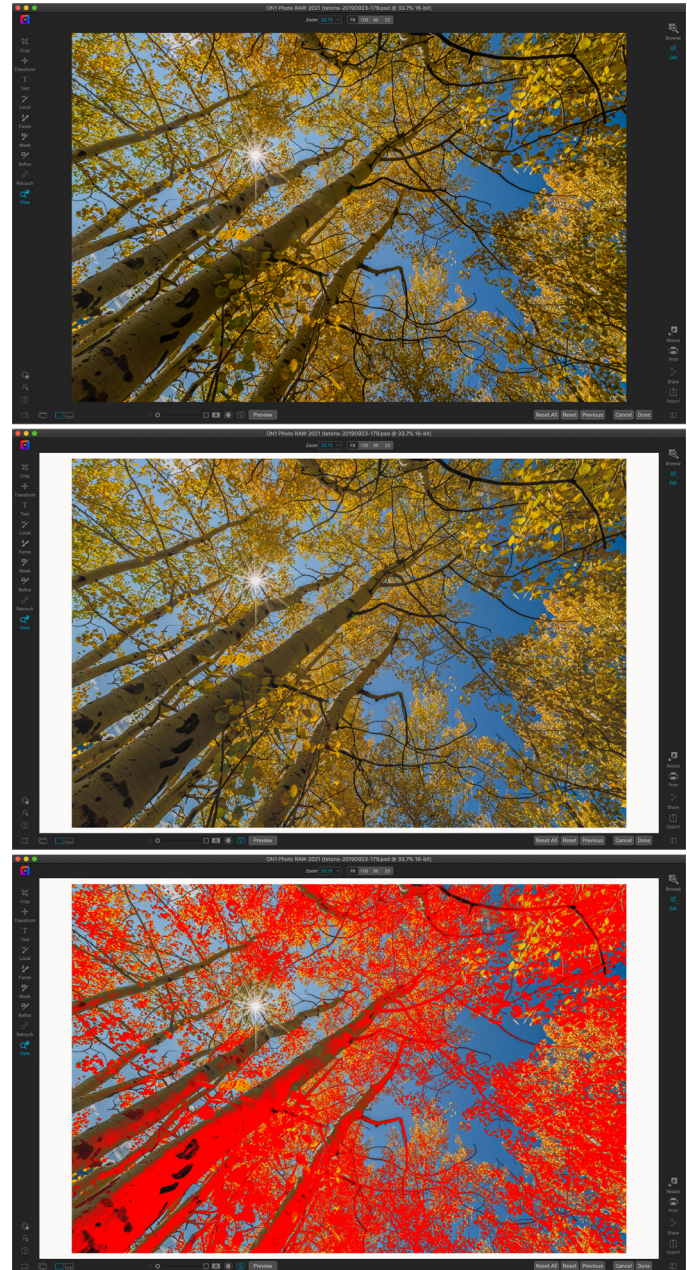 ON1 Photo RAW 2021 (tetons-20190923-179.psd @ 33.7% 16-bit)
Zoom 33.73 Fit 100 50 25
Browse
Edit
Crop
Transform
Text
Local
Faces
Mask
Refine
Retouch
View
Resize
Print
Share
Export
Preview
Reset All Reset Previous Cancel Done
ON1 Photo RAW 2021 (tetons-20190923-179.psd @ 33.7% 16-bit)
Zoom 33.73 Fit 100 50 25
Browse
Edit
Crop
Transform
Text
Local
Faces
Mask
Refine
Retouch
View
Resize
Print
Share
Export
Preview
Reset All Reset Previous Cancel Done
ON1 Photo RAW 2021 (tetons-20190923-179.psd @ 33.7% 16-bit)
Zoom 33.73 Fit 100 50 25
Browse
Edit
Crop
Transform
Text
Local
Faces
Mask
Refine
Retouch
View
Resize
Print
Share
Export
Preview
Reset All Reset Previous Cancel Done